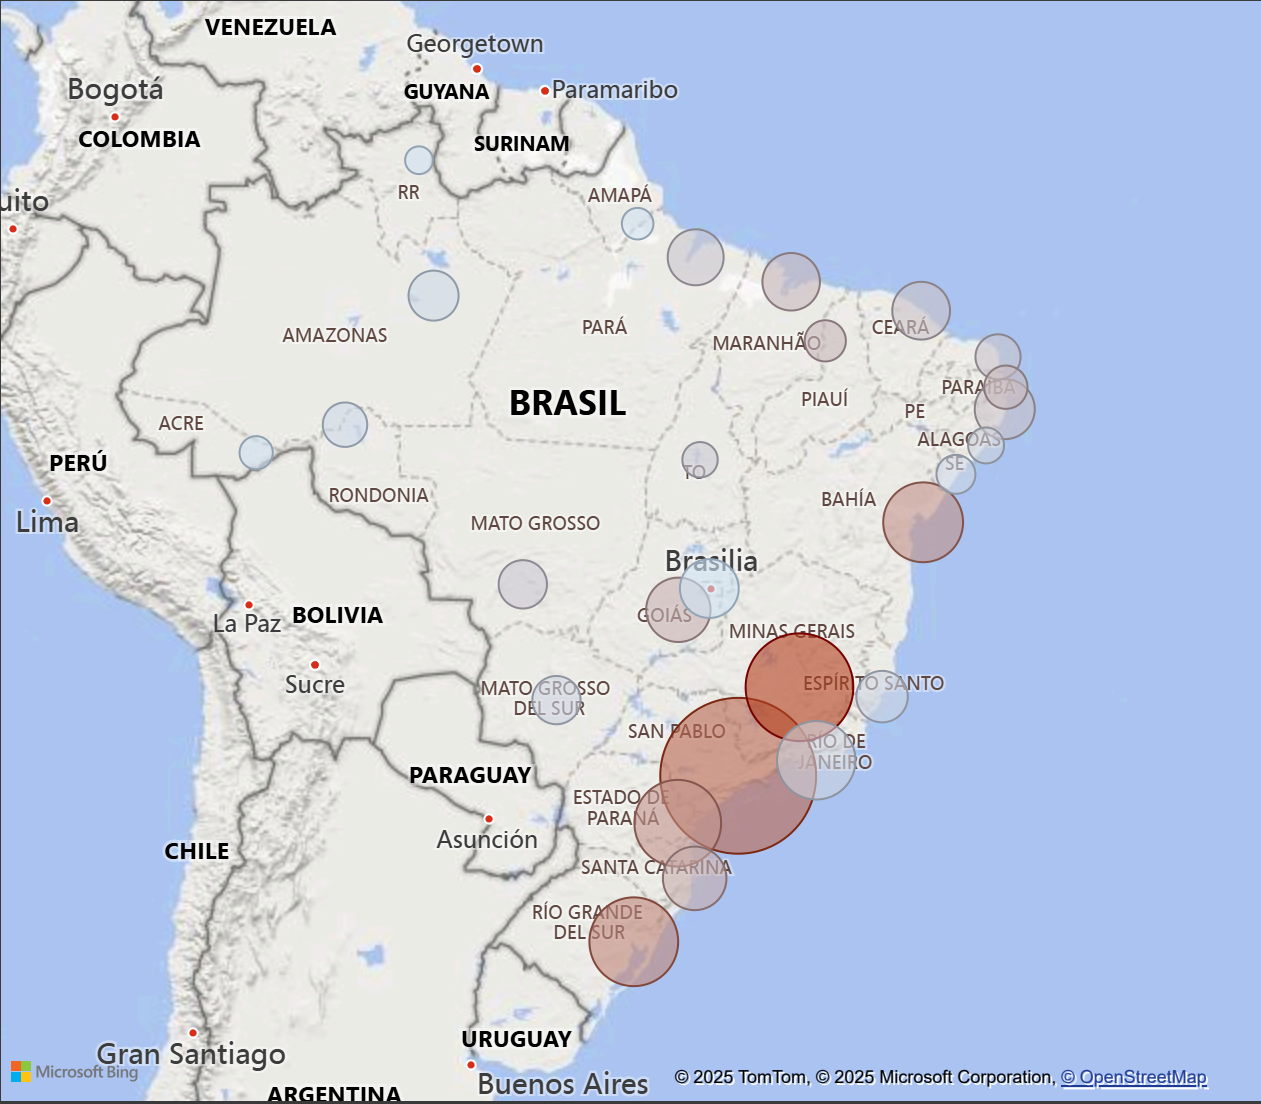 VENEZUELA
Georgetown
Bogotá
GUYANA
Paramaribo
COLOMBIA
SURINAM
RR
AMAPÁ
uito
AMAZONAS
PARÁ
MARANHÃO
CEARÁ
BRASIL
PARAÍBA
PIAUÍ
PE
ACRE
ALAGOAS
PERÚ
TO
SE
RONDONIA
BAHÍA
Lima
MATO GROSSO
Brasilia
La Paz
BOLIVIA
GOIÁS
MINAS GERAIS
Sucre
MATO GROSSO
DEL SUR
ESPÍRITO SANTO
SAN PABLO
RÍO DE
JANEIRO
PARAGUAY
ESTADO DE
PARANÁ
Asunción
CHILE
SANTA CATARINA
RÍO GRANDE
DEL SUR
URUGUAY
Gran Santiago
Microsoft Bing
Buenos Aires
© 2025 TomTom, © 2025 Microsoft Corporation, © OpenStreetMap
ARGENTINA